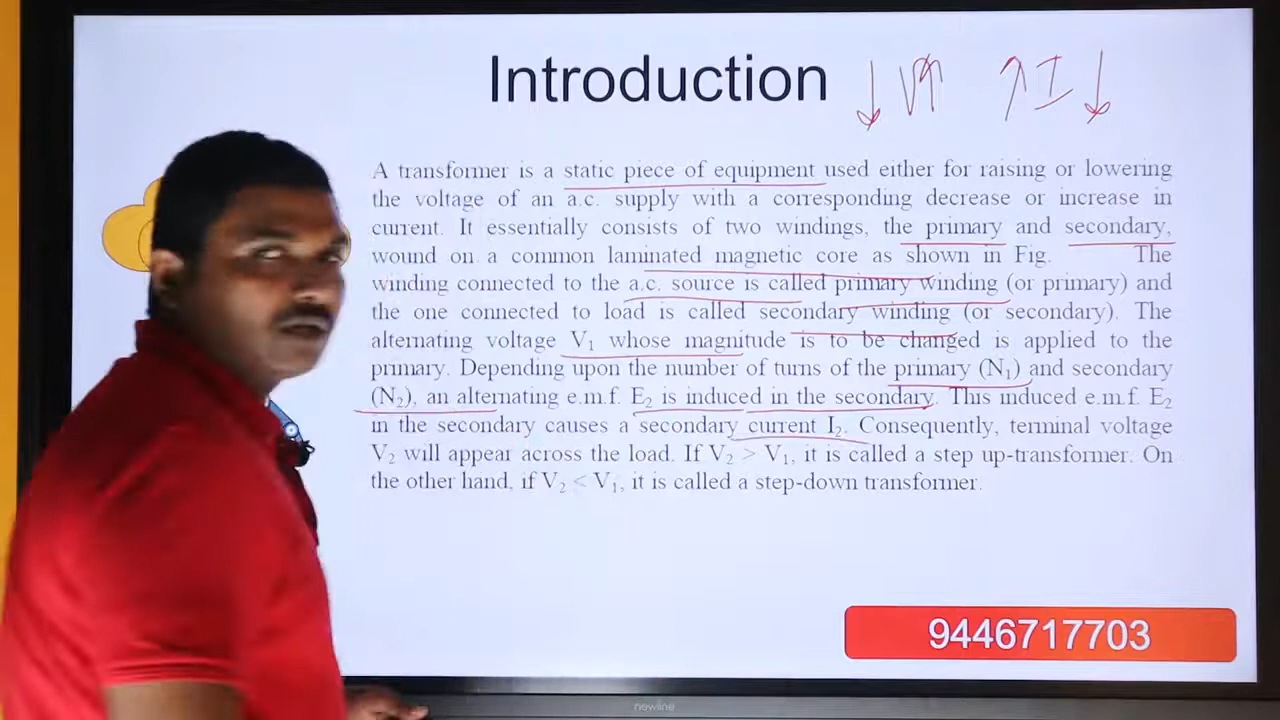 Introduction ↓ V↑ ↑ I ↓
A transformer is a static piece of equipment used either for raising or lowering
the voltage of an a.c. supply with a corresponding decrease or increase in
current. It essentially consists of two windings, the primary and secondary,
wound on a common laminated magnetic core as shown in Fig. The
winding connected to the a.c. source is called primary winding (or primary) and
the one connected to load is called secondary winding (or secondary). The
alternating voltage V₁ whose magnitude is to be changed is applied to the
primary. Depending upon the number of turns of the primary (N₁) and secondary
(N₂), an alternating e.m.f. E₂ is induced in the secondary. This induced e.m.f. E₂
in the secondary causes a secondary current I₂. Consequently, terminal voltage
V₂ will appear across the load. If V₂ > V₁, it is called a step up-transformer. On
the other hand, if V₂ < V₁, it is called a step-down transformer.
9446717703
newline